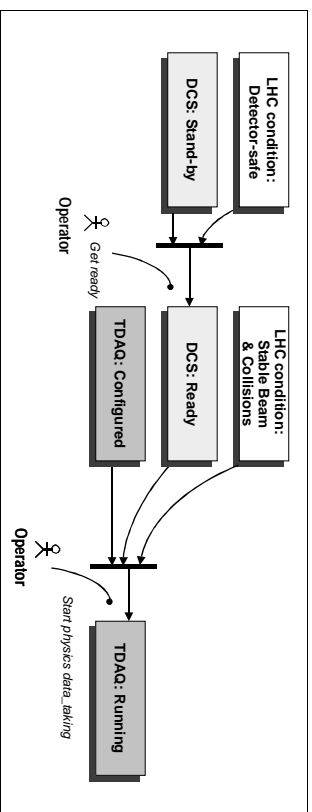 LHC condition:
Detector-safe
DCS: Stand-by
Operator
Get ready
LHC condition:
Stable Beam
& Collisions
DCS: Ready
TDAQ: Configured
Operator
Start physics data_taking
TDAQ: Running